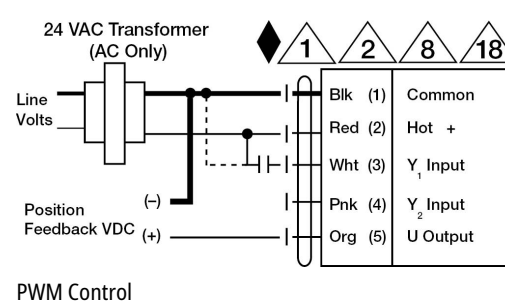 24 VAC Transformer
(AC Only)
1 2 8 18
Line
Volts
Blk (1) Common
Red (2) Hot +
Wht (3) Y1 Input
Pnk (4) Y2 Input
Org (5) U Output
Position
Feedback VDC
(–)
(+)
PWM Control